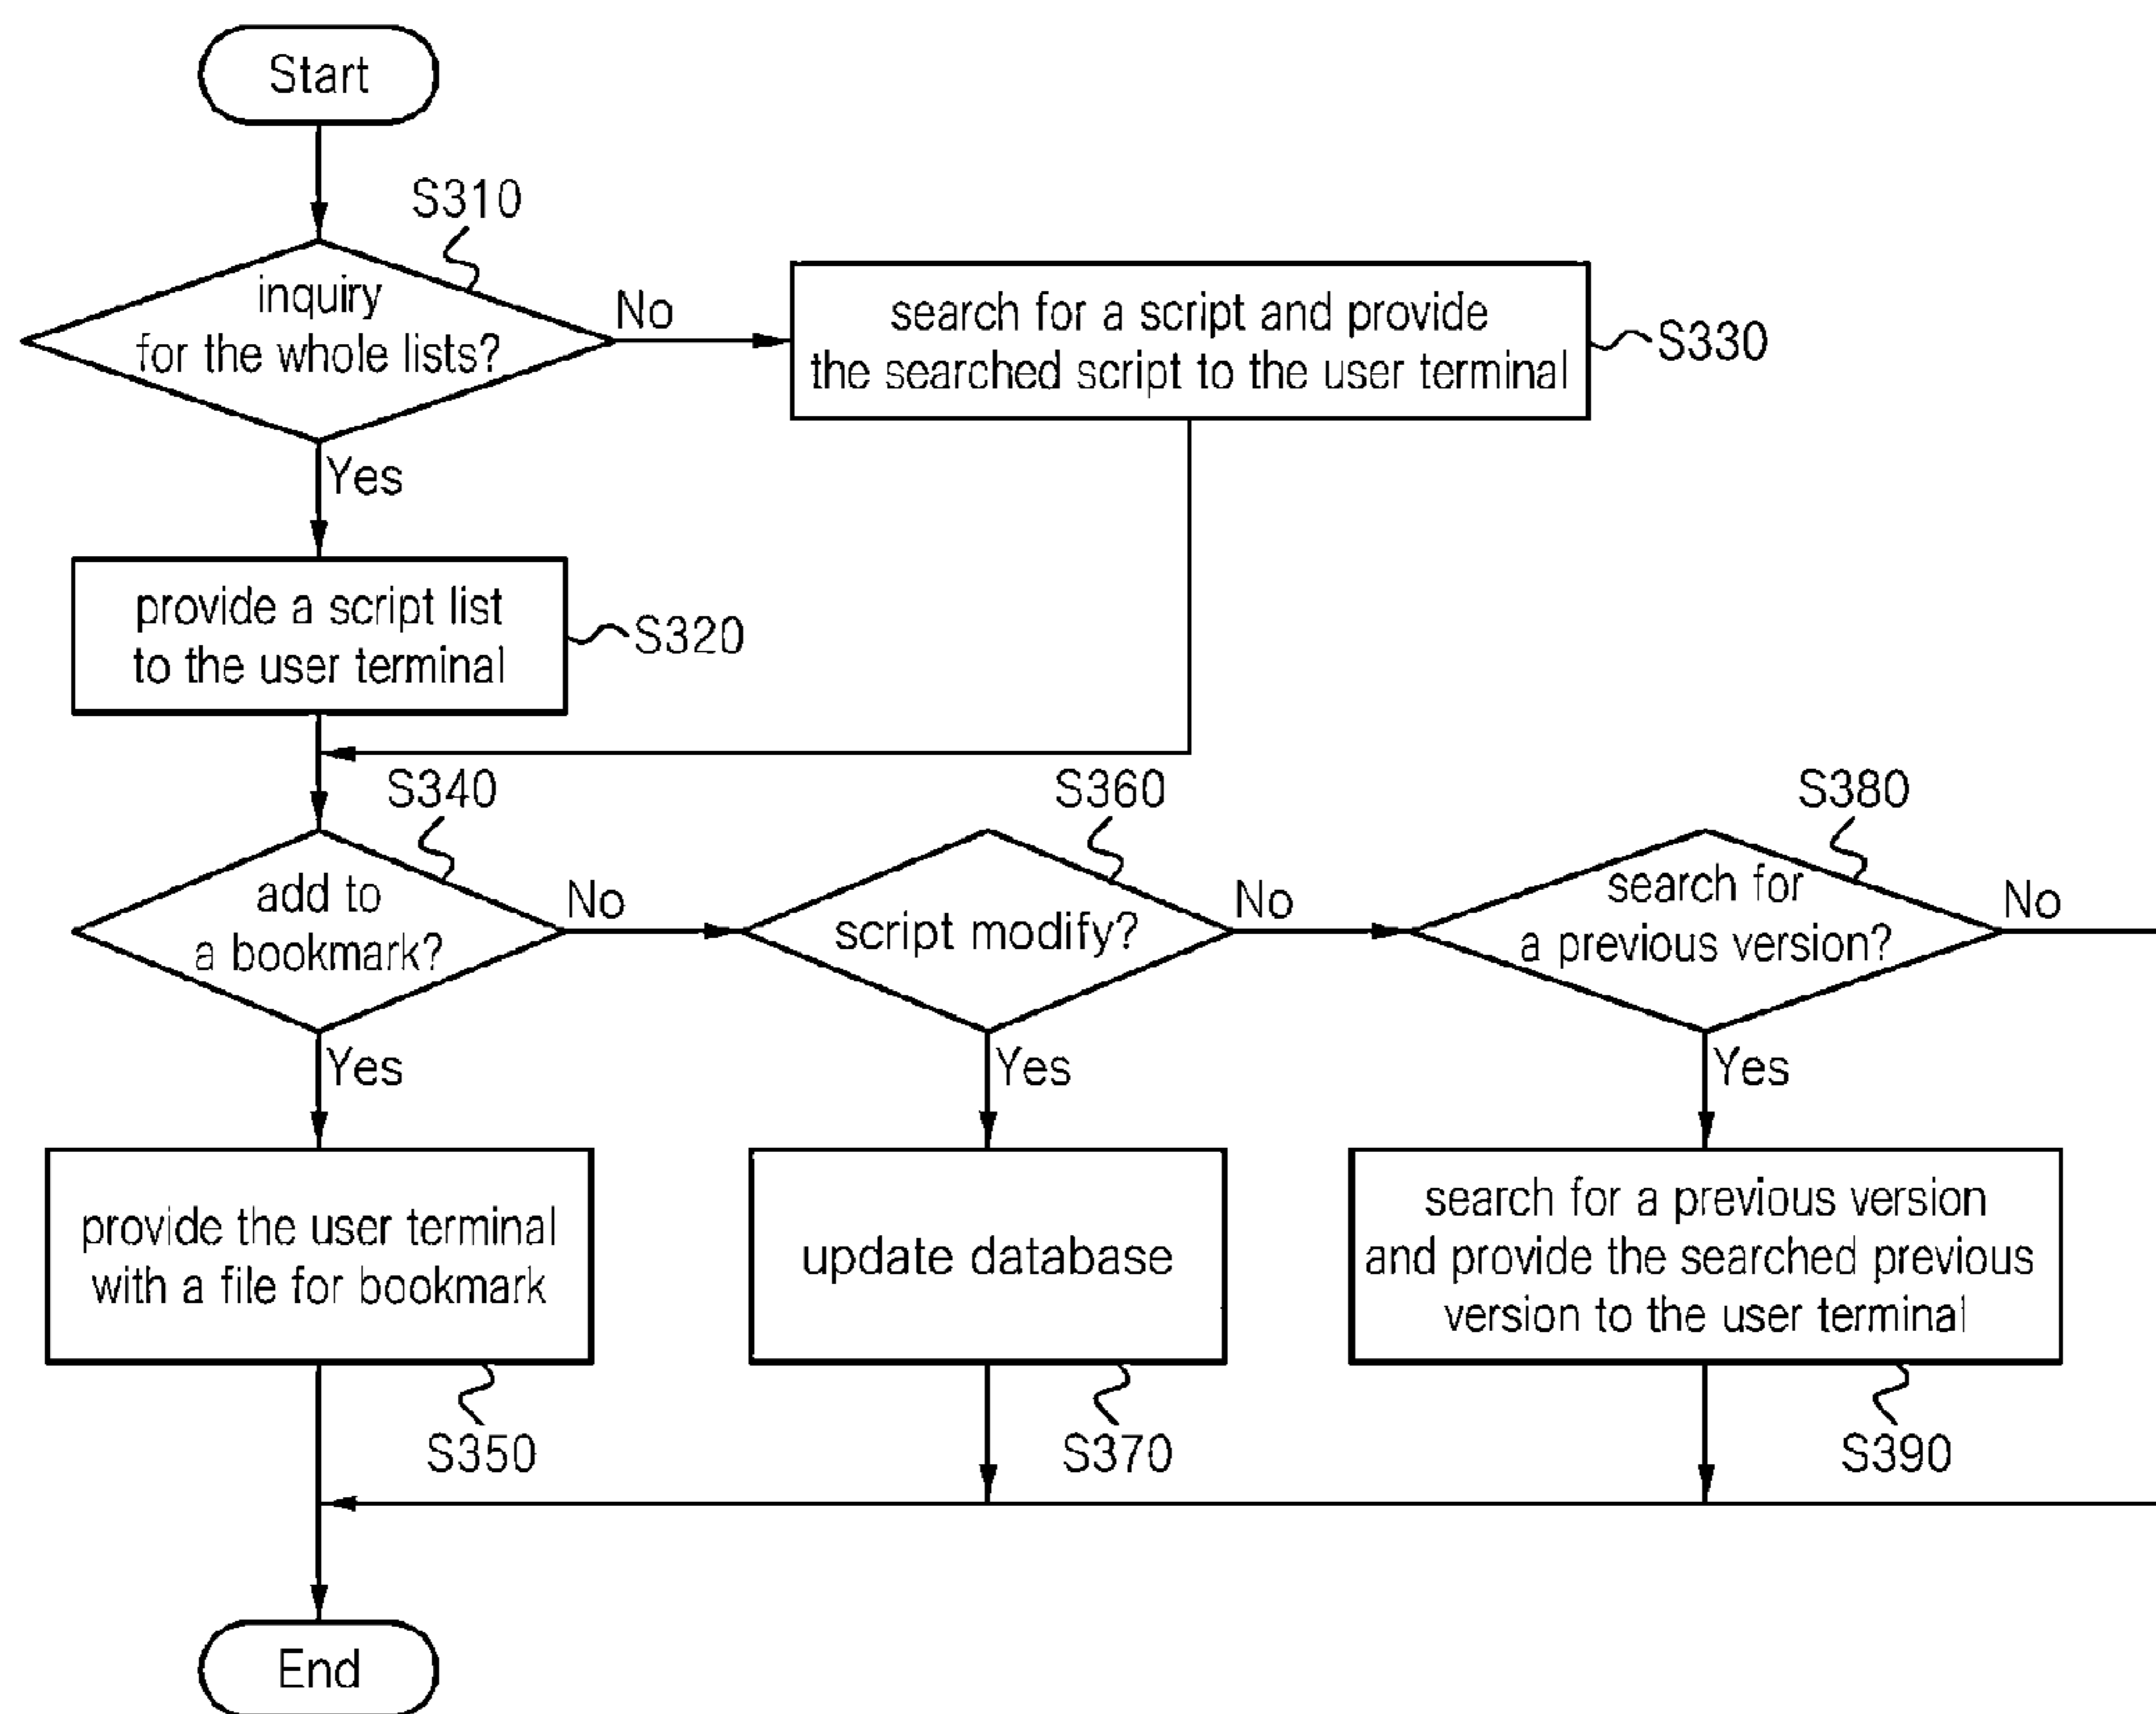 Start
S310
inquiry
for the whole lists?
No
search for a script and provide
the searched script to the user terminal
S330
Yes
provide a script list
to the user terminal
S320
S340
S360
S380
add to
a bookmark?
No
script modify?
No
search for
a previous version?
No
Yes
Yes
Yes
provide the user terminal
with a file for bookmark
update database
search for a previous version
and provide the searched previous
version to the user terminal
S350
S370
S390
End